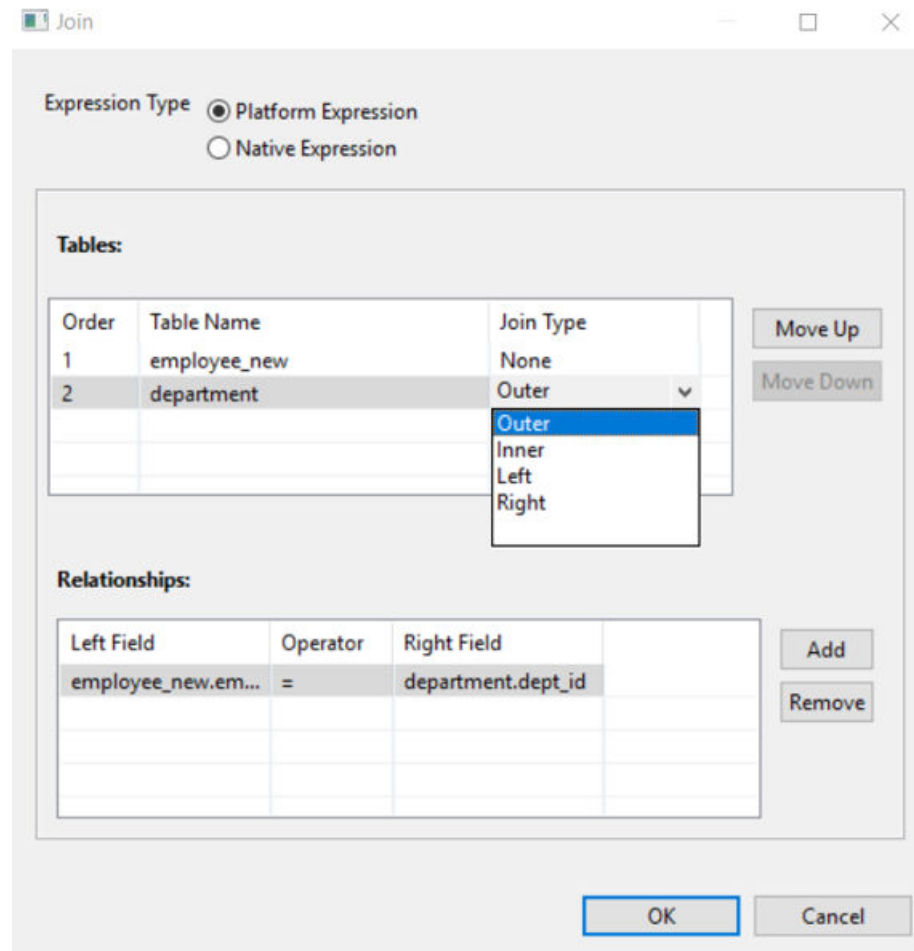 Join
Expression Type
Platform Expression
Native Expression
Tables:
Order Table Name Join Type
1 employee_new None
2 department Outer
Outer
Inner
Left
Right
Move Up
Move Down
Relationships:
Left Field Operator Right Field
employee_new.em... = department.dept_id
Add
Remove
OK Cancel